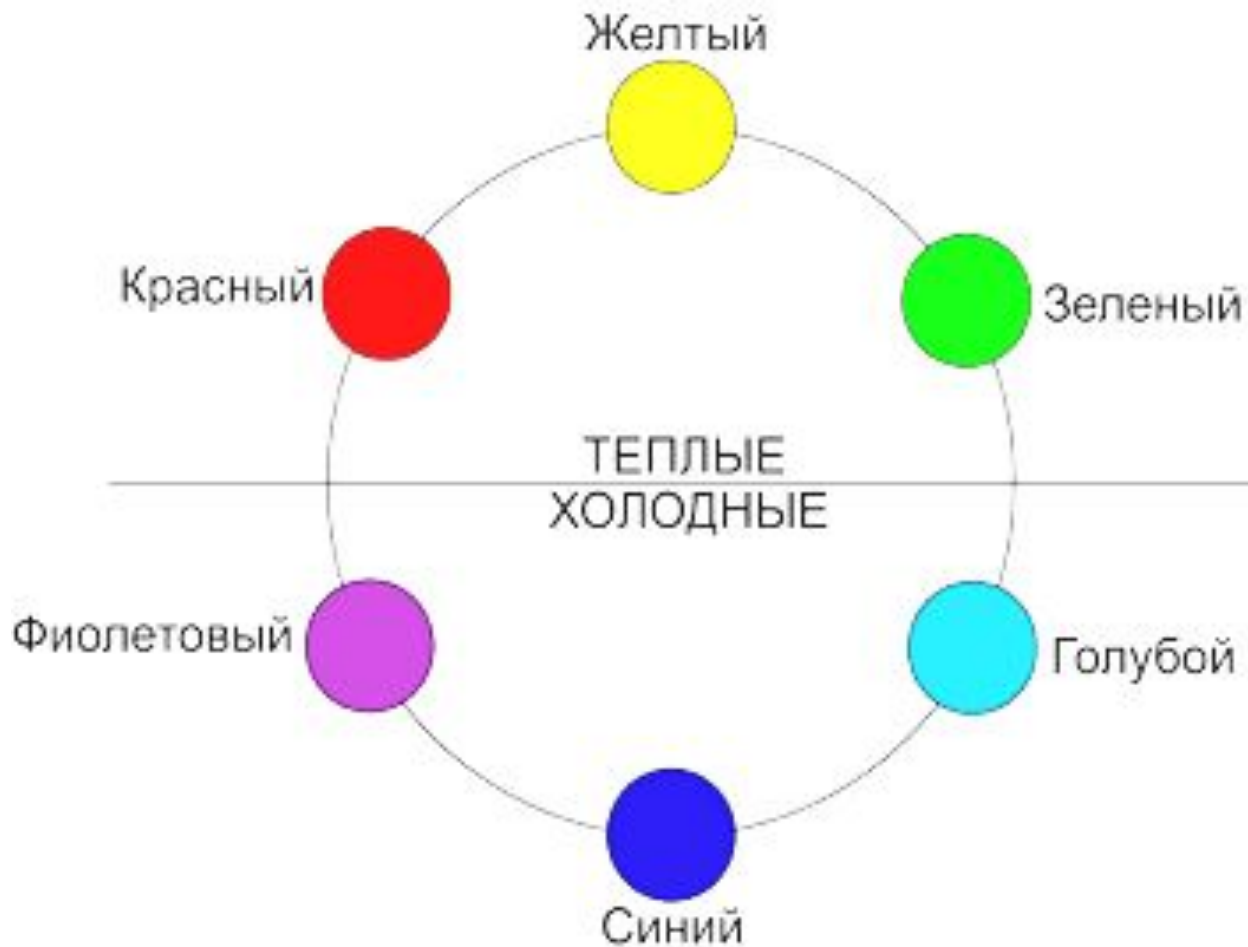 Желтый
Красный
Зеленый
ТЕПЛЫЕ
ХОЛОДНЫЕ
Фиолетовый
Голубой
Синий